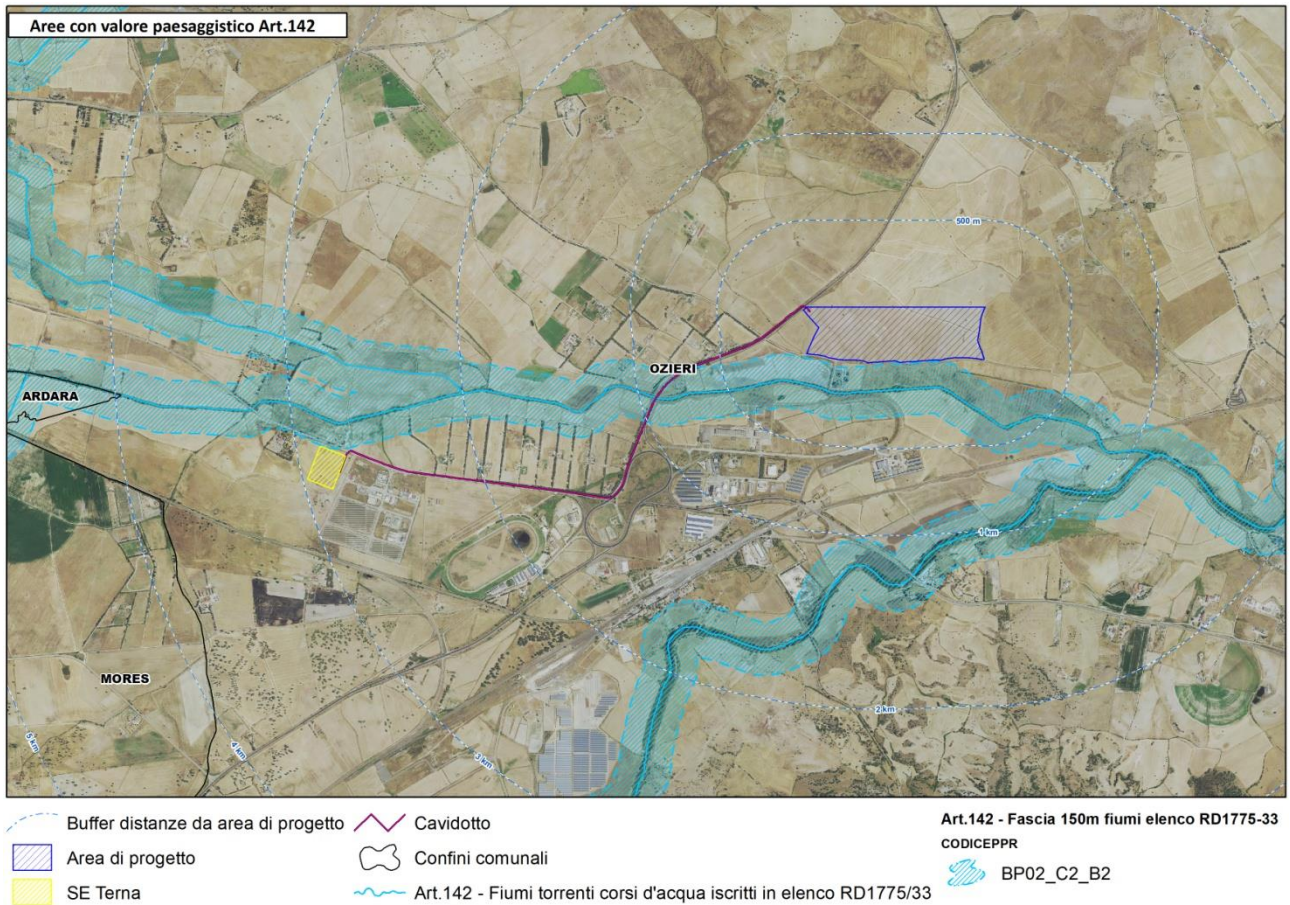 Aree con valore paesaggistico Art.142
500 m
OZIERI
ARDARA
1 km
MORES
2 km
5 km
4 km
3 km
Buffer distanze da area di progetto
Cavidotto
Art.142 - Fascia 150m fiumi elenco RD1775-33
CODICEPPR
Area di progetto
Confini comunali
BP02_C2_B2
SE Terna
Art.142 - Fiumi torrenti corsi d'acqua iscritti in elenco RD1775/33